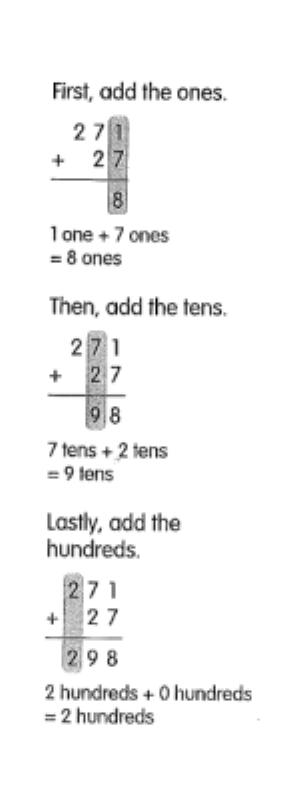 First, add the ones.
2 7 1
+ 2 7
8
1 one + 7 ones
= 8 ones
Then, add the tens.
2 7 1
+ 2 7
9 8
7 tens + 2 tens
= 9 tens
Lastly, add the
hundreds.
2 7 1
+ 2 7
2 9 8
2 hundreds + 0 hundreds
= 2 hundreds